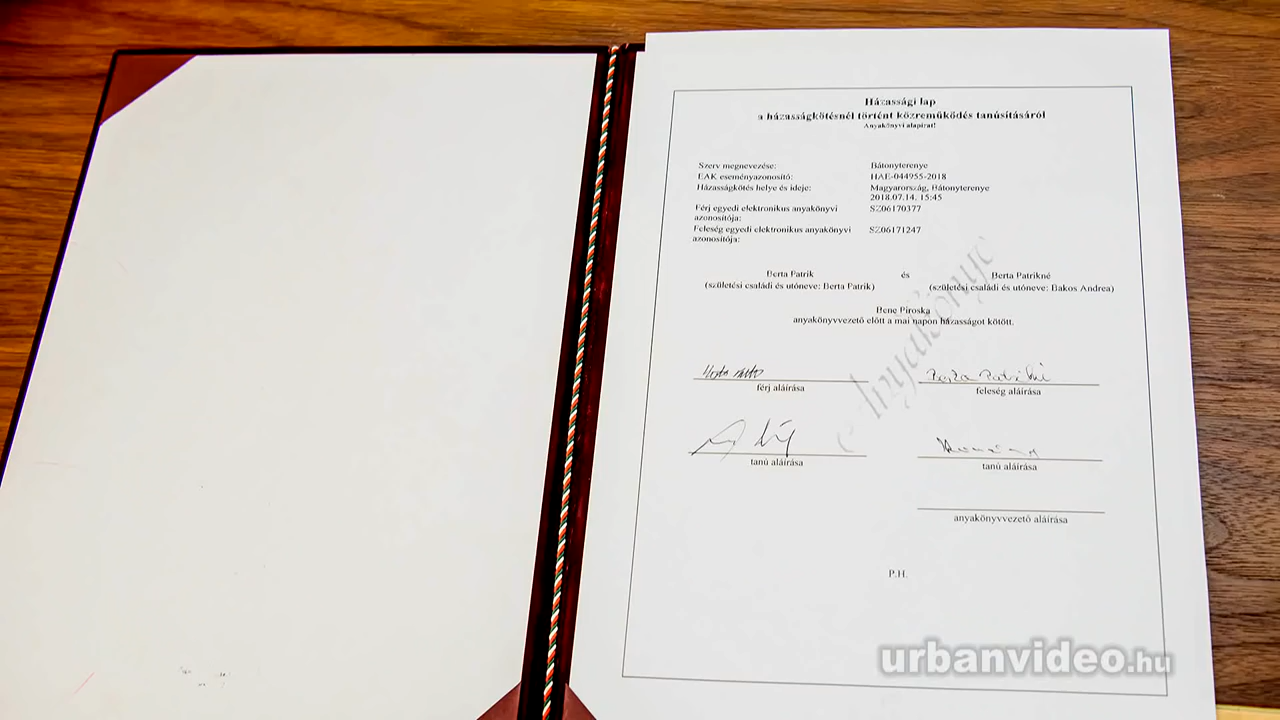 Házassági lap
a házasságkötésnél történt közreműködés tanúsításáról
Anyakönyvi alapirat!
Szerv megnevezése: Bátonyterenye
EAK eseményazonosító: HAE-044955-2018
Házasságkötés helye és ideje: Magyarország, Bátonyterenye
2018.07.14. 15:45
Férj egyedi elektronikus anyakönyvi SZ06170377
azonosítója:
Feleség egyedi elektronikus anyakönyvi SZ06171247
azonosítója:
Berta Patrik és Berta Patrikné
(születési családi és utóneve: Berta Patrik) (születési családi és utóneve: Bakos Andrea)
Bene Piroska
anyakönyvvezető előtt a mai napon házasságot kötött.
Berta Patrikné
férj aláírása feleség aláírása
tanú aláírása tanú aláírása
anyakönyvvezető aláírása
P.H.
e-Anyakönyv
urbanvideo.hu